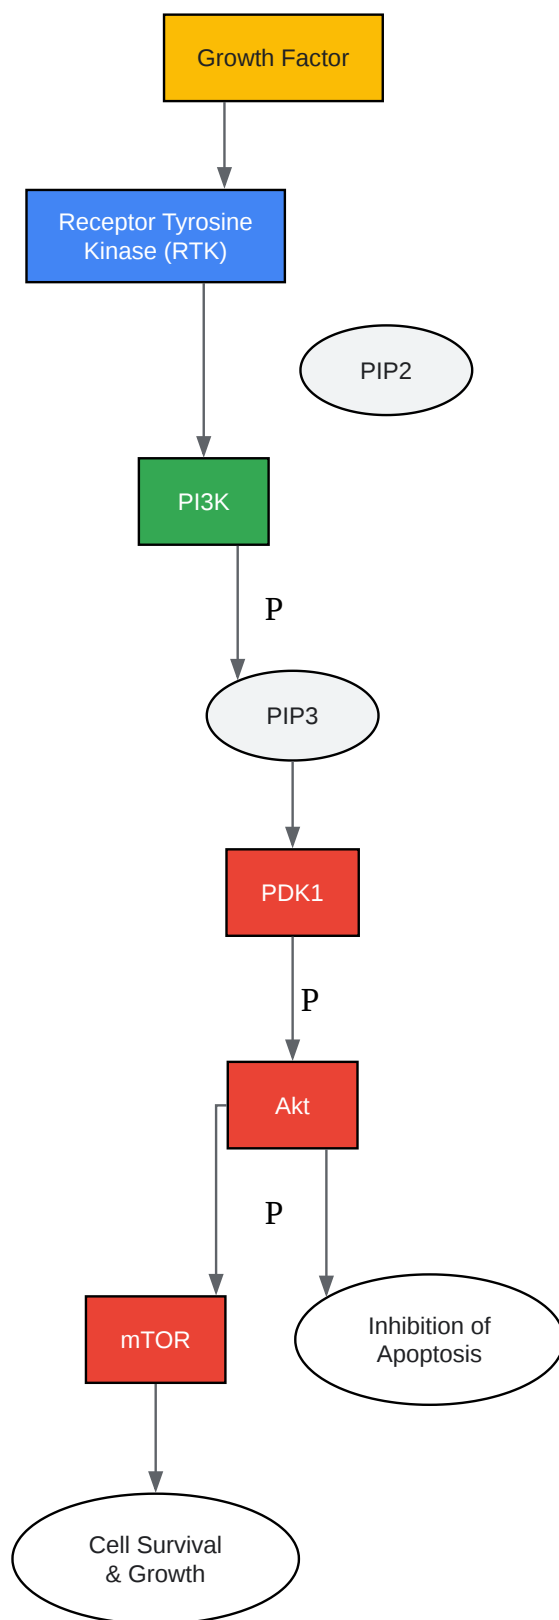 Growth Factor
Receptor Tyrosine
Kinase (RTK)
PIP2
PI3K
P
PIP3
PDK1
P
Akt
P
mTOR
Inhibition of
Apoptosis
Cell Survival
& Growth